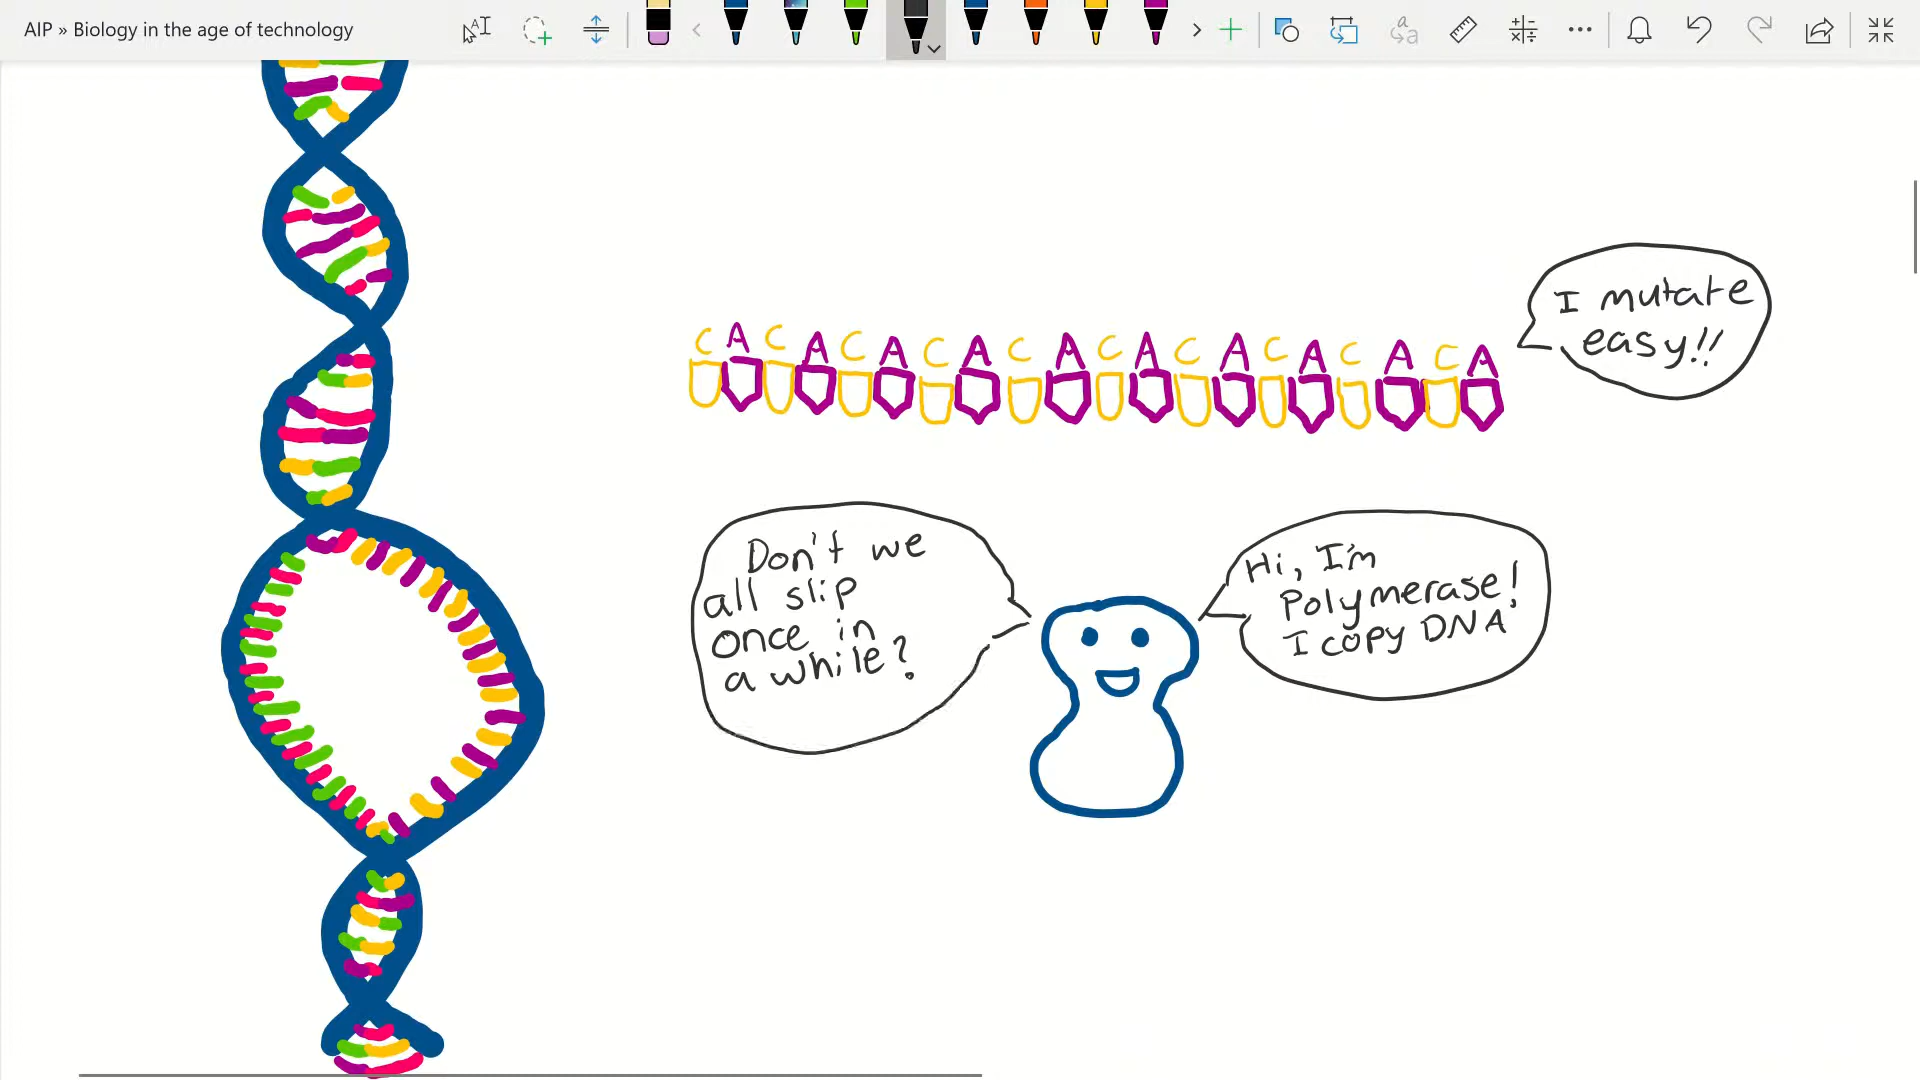 AIP » Biology in the age of technology
C A C A C A C A C A C A C A C A C A C A
I mutate
easy!!
Don't we
all slip
once in
a while?
Hi, I'm
Polymerase!
I copy DNA